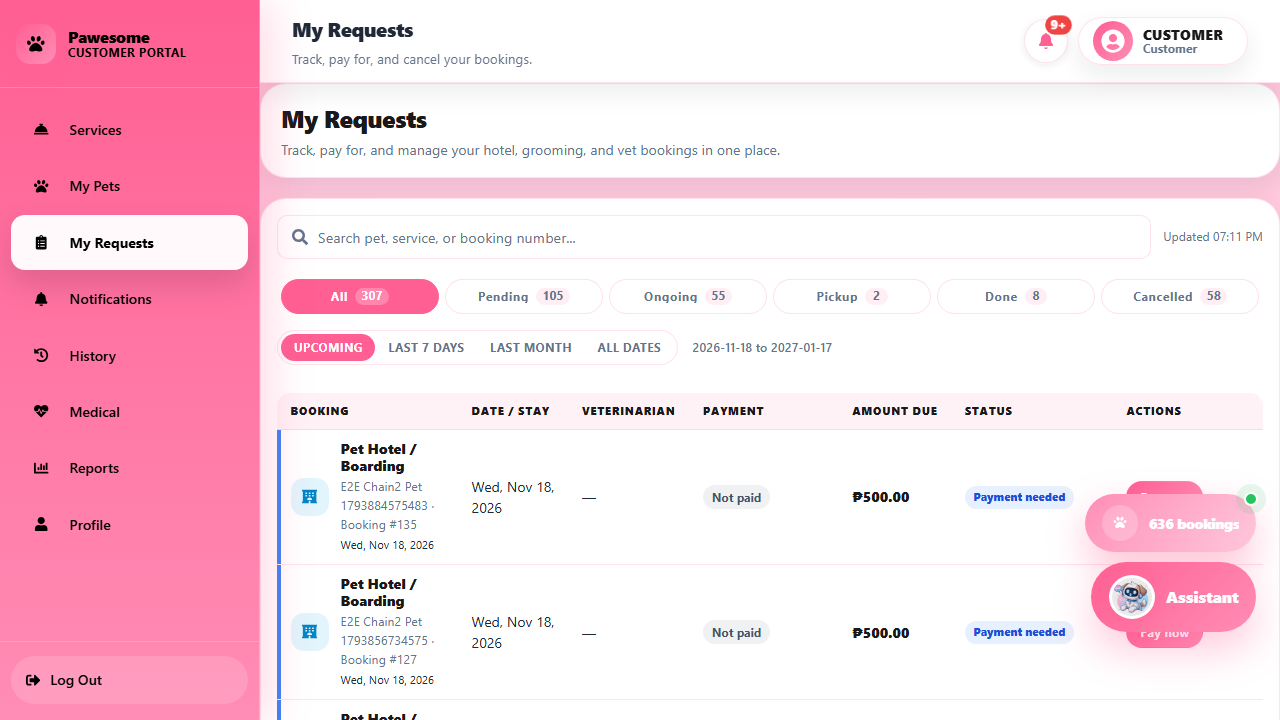 Pawesome
CUSTOMER PORTAL
Services
My Pets
My Requests
Notifications
History
Medical
Reports
Profile
Log Out
My Requests
Track, pay for, and cancel your bookings.
9+
CUSTOMER
Customer
My Requests
Track, pay for, and manage your hotel, grooming, and vet bookings in one place.
Search pet, service, or booking number...
Updated 07:11 PM
All 307
Pending 105
Ongoing 55
Pickup 2
Done 8
Cancelled 58
UPCOMING
LAST 7 DAYS
LAST MONTH
ALL DATES
2026-11-18 to 2027-01-17
BOOKING
DATE / STAY
VETERINARIAN
PAYMENT
AMOUNT DUE
STATUS
ACTIONS
Pet Hotel /
Boarding
E2E Chain2 Pet
1793884575483 ·
Booking #135
Wed, Nov 18, 2026
Wed, Nov 18,
2026
—
Not paid
₱500.00
Payment needed
636 bookings
Assistant
Pet Hotel /
Boarding
E2E Chain2 Pet
1793856734575 ·
Booking #127
Wed, Nov 18, 2026
Wed, Nov 18,
2026
—
Not paid
₱500.00
Payment needed
Pay now
Pet Hotel /